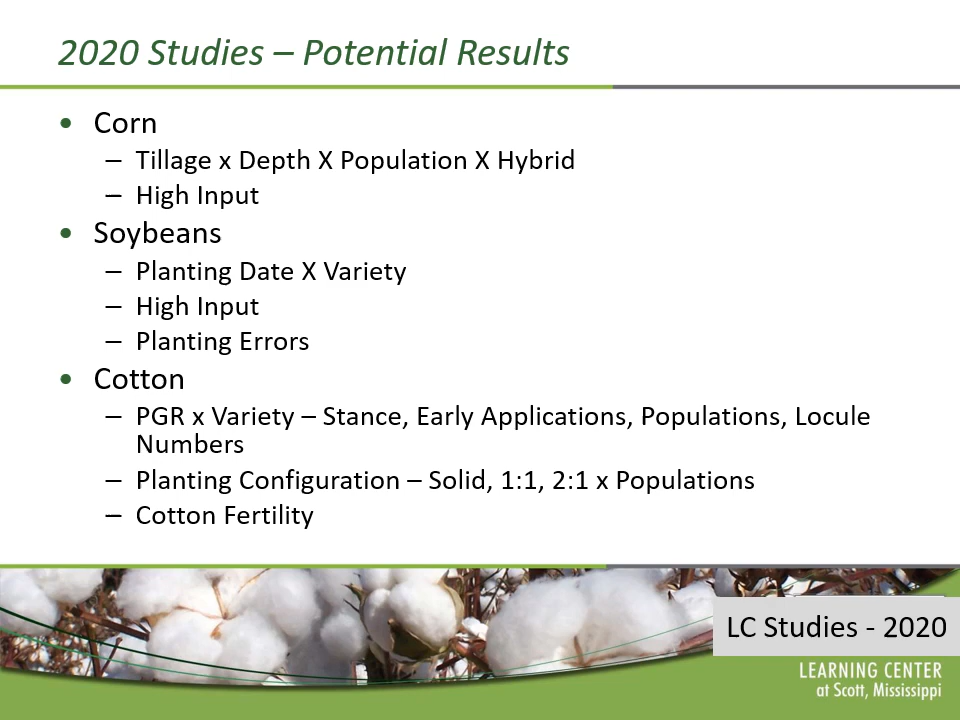 2020 Studies – Potential Results
• Corn
– Tillage x Depth X Population X Hybrid
– High Input
• Soybeans
– Planting Date X Variety
– High Input
– Planting Errors
• Cotton
– PGR x Variety – Stance, Early Applications, Populations, Locule
Numbers
– Planting Configuration – Solid, 1:1, 2:1 x Populations
– Cotton Fertility
LC Studies - 2020
LEARNING CENTER
at Scott, Mississippi